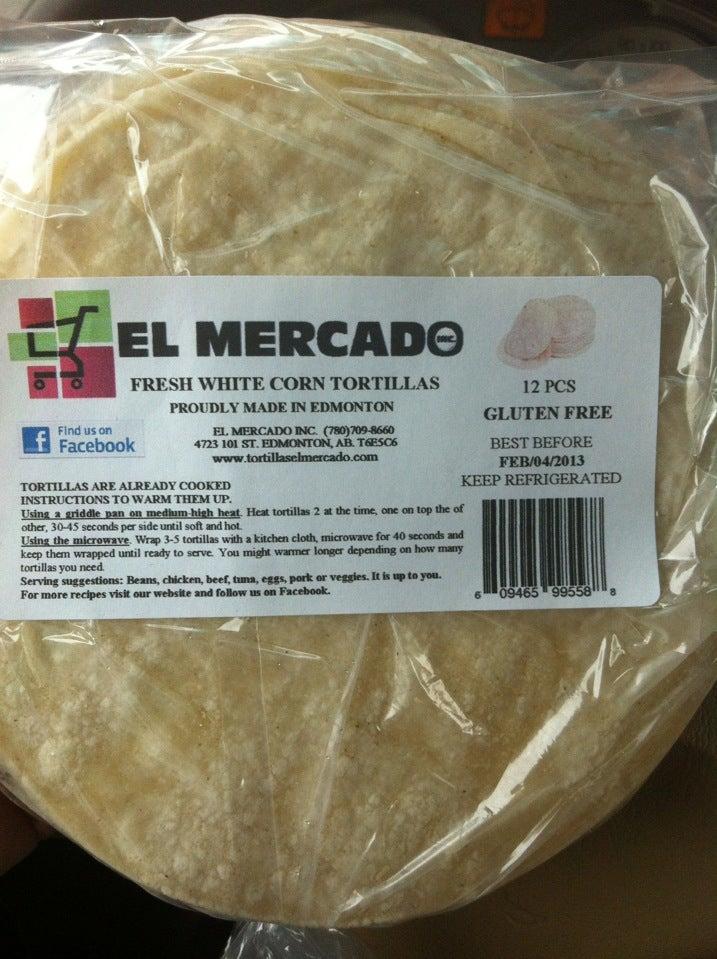 EL MERCADO INC.
FRESH WHITE CORN TORTILLAS
PROUDLY MADE IN EDMONTON
EL MERCADO INC. (780)709-8660
4723 101 ST. EDMONTON, AB. T6E5C6
www.tortillaselmercado.com
f Find us on
Facebook
12 PCS
GLUTEN FREE
BEST BEFORE
FEB/04/2013
KEEP REFRIGERATED
TORTILLAS ARE ALREADY COOKED
INSTRUCTIONS TO WARM THEM UP.
Using a griddle pan on medium-high heat. Heat tortillas 2 at the time, one on top the of
other, 30-45 seconds per side until soft and hot.
Using the microwave. Wrap 3-5 tortillas with a kitchen cloth, microwave for 40 seconds and
keep them wrapped until ready to serve. You might warmer longer depending on how many
tortillas you need.
Serving suggestions: Beans, chicken, beef, tuna, eggs, pork or veggies. It is up to you.
For more recipes visit our website and follow us on Facebook.
6 09465 99558 8